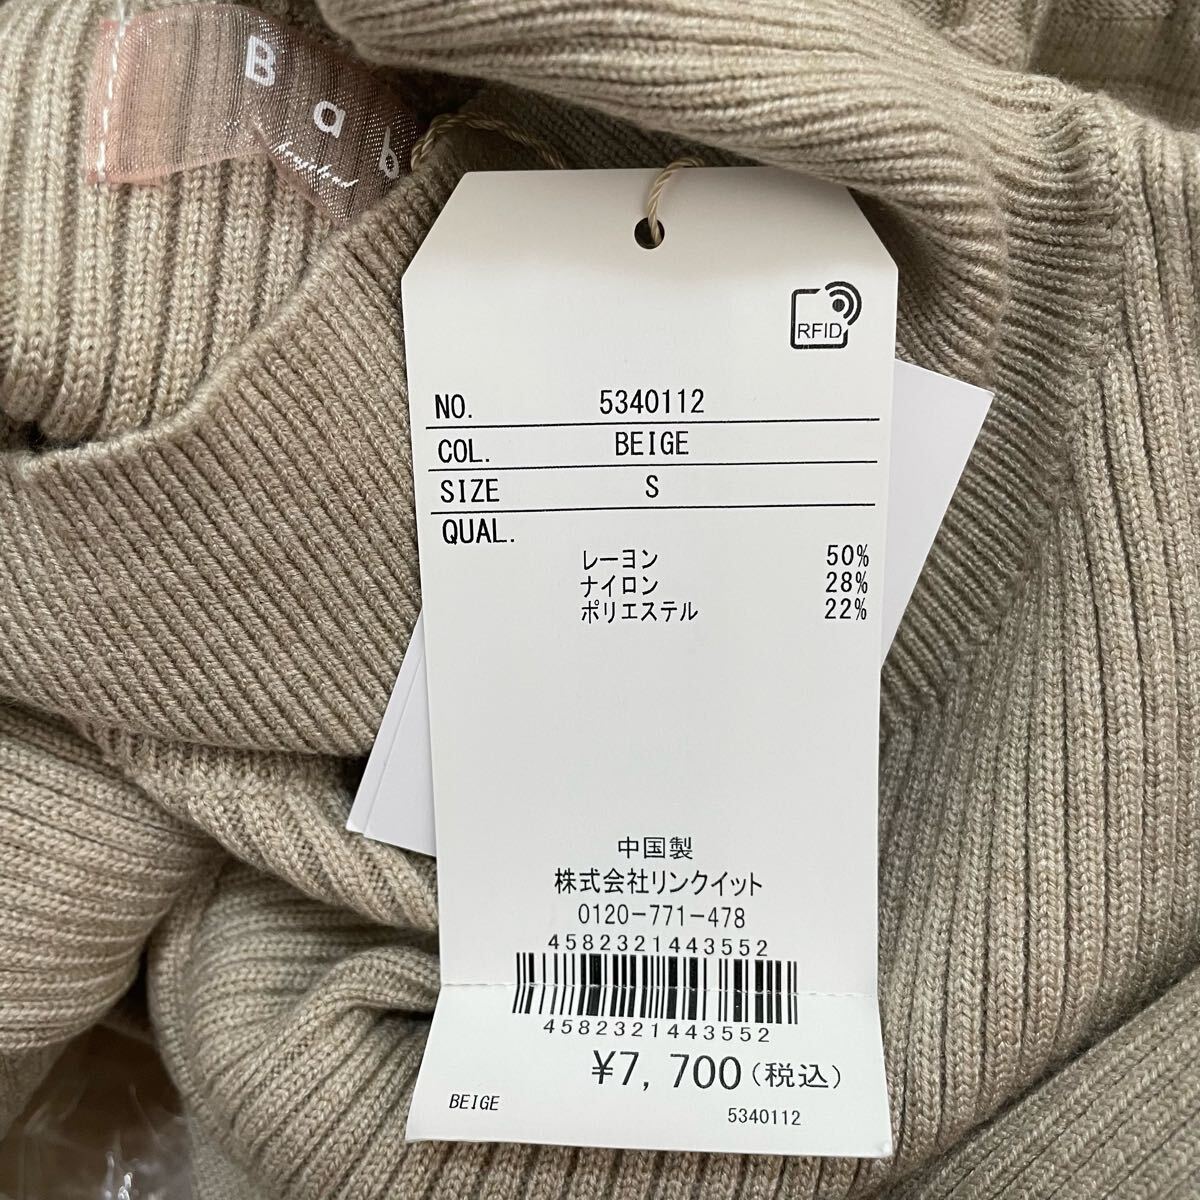 Bab
RFID
NO. 5340112
COL. BEIGE
SIZE S
QUAL.
レーヨン 50%
ナイロン 28%
ポリエステル 22%
中国製
株式会社リンクイット
0120-771-478
4582321443552
4582321443552
¥7,700(税込)
BEIGE 5340112